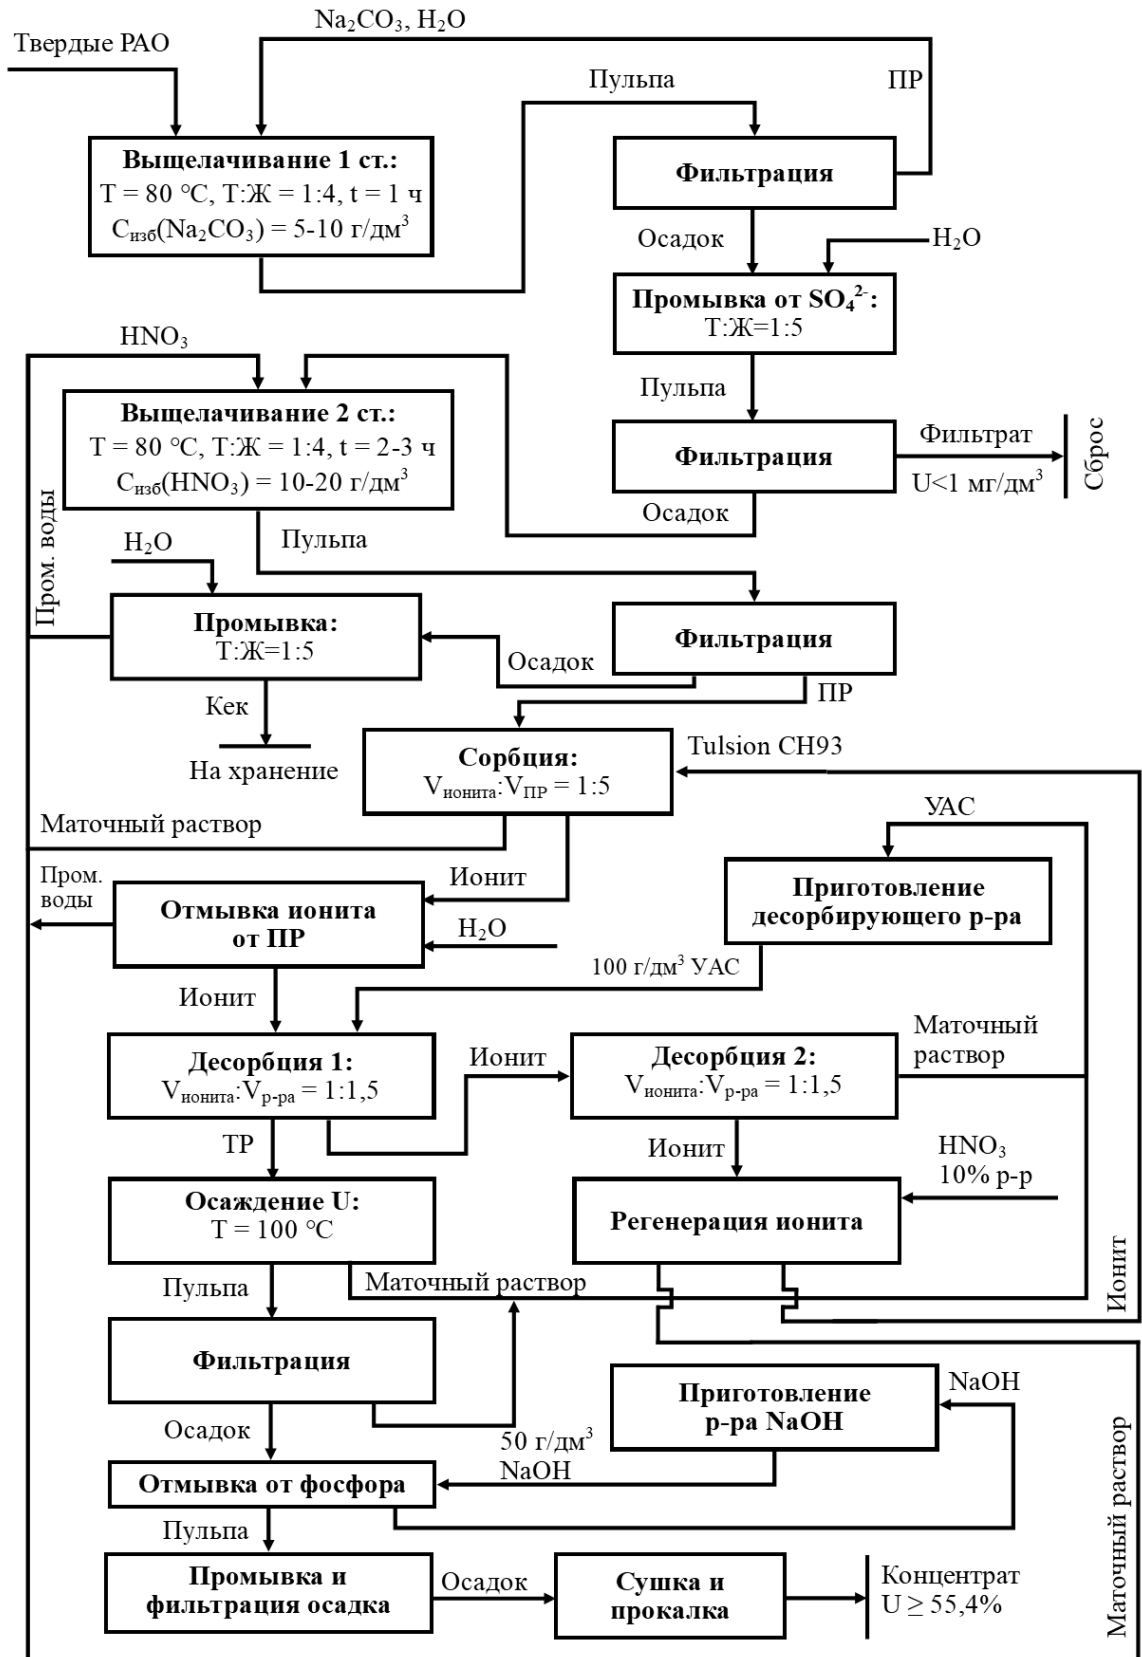 Na₂CO₃, H₂O
Твердые РАО
ПР
Пульпа
Выщелачивание 1 ст.:
T = 80 °C, Т:Ж = 1:4, t = 1 ч
Cизб(Na₂CO₃) = 5-10 г/дм³
Фильтрация
Осадок
H₂O
Промывка от SO₄²⁻:
Т:Ж=1:5
HNO₃
Пульпа
Выщелачивание 2 ст.:
T = 80 °C, Т:Ж = 1:4, t = 2-3 ч
Cизб(HNO₃) = 10-20 г/дм³
Фильтрация
Фильтрат
U<1 мг/дм³
Сброс
Осадок
Пром. воды
H₂O
Пульпа
Промывка:
Т:Ж=1:5
Фильтрация
Осадок
ПР
Кек
На хранение
Сорбция:
Vионита:VПР = 1:5
Tulsion CH93
Маточный раствор
УАС
Ионит
Пром.
воды
Отмывка ионита
от ПР
H₂O
Приготовление
десорбирующего р-ра
100 г/дм³ УАС
Ионит
Десорбция 1:
Vионита:Vр-ра = 1:1,5
Ионит
Десорбция 2:
Vионита:Vр-ра = 1:1,5
Маточный
раствор
ТР
Ионит
HNO₃
10% р-р
Осаждение U:
T = 100 °C
Регенерация ионита
Ионит
Пульпа
Маточный раствор
Фильтрация
Приготовление
р-ра NaOH
NaOH
Осадок
50 г/дм³
NaOH
Отмывка от фосфора
Маточный раствор
Пульпа
Промывка и
фильтрация осадка
Осадок
Сушка и
прокалка
Концентрат
U ≥ 55,4%